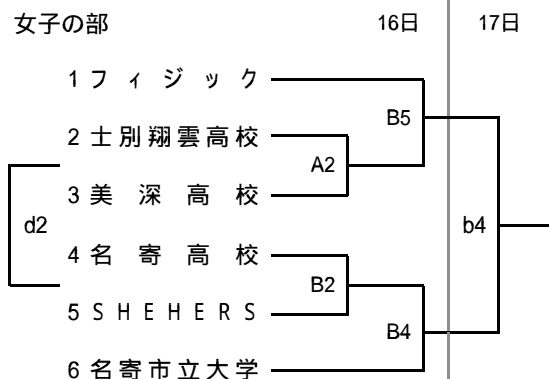 女子の部 16日 17日
1 フィジック
B5
2 士別翔雲高校
A2
3 美深高校
d2 b4
4 名寄高校
B2
5 SHEHERS
B4
6 名寄市立大学